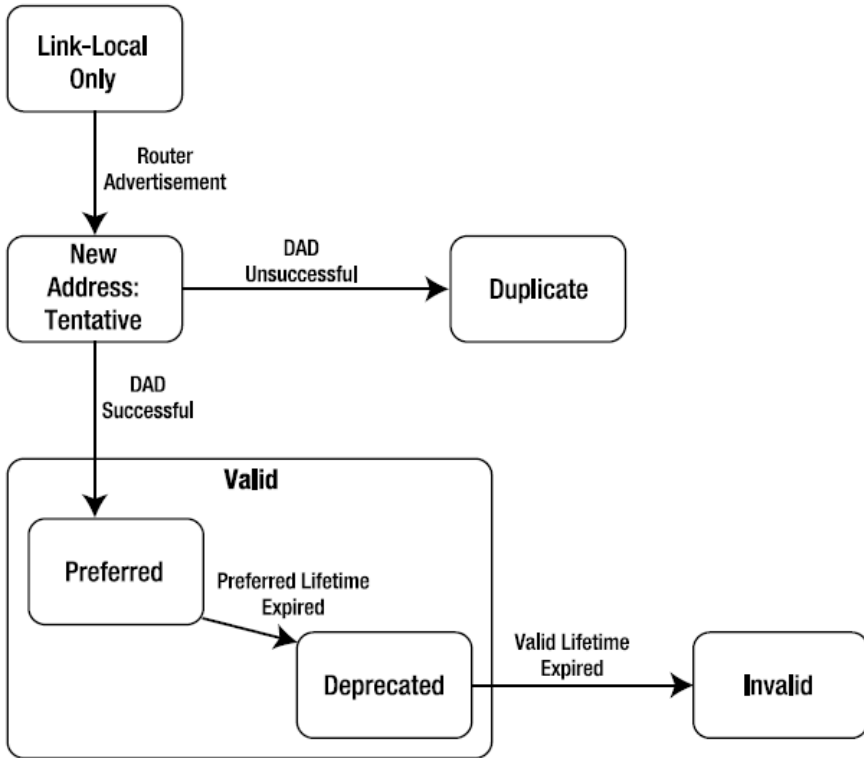 Link-Local
Only
Router
Advertisement
New
Address:
Tentative
DAD
Unsuccessful
Duplicate
DAD
Successful
Valid
Preferred
Preferred Lifetime
Expired
Deprecated
Valid Lifetime
Expired
Invalid